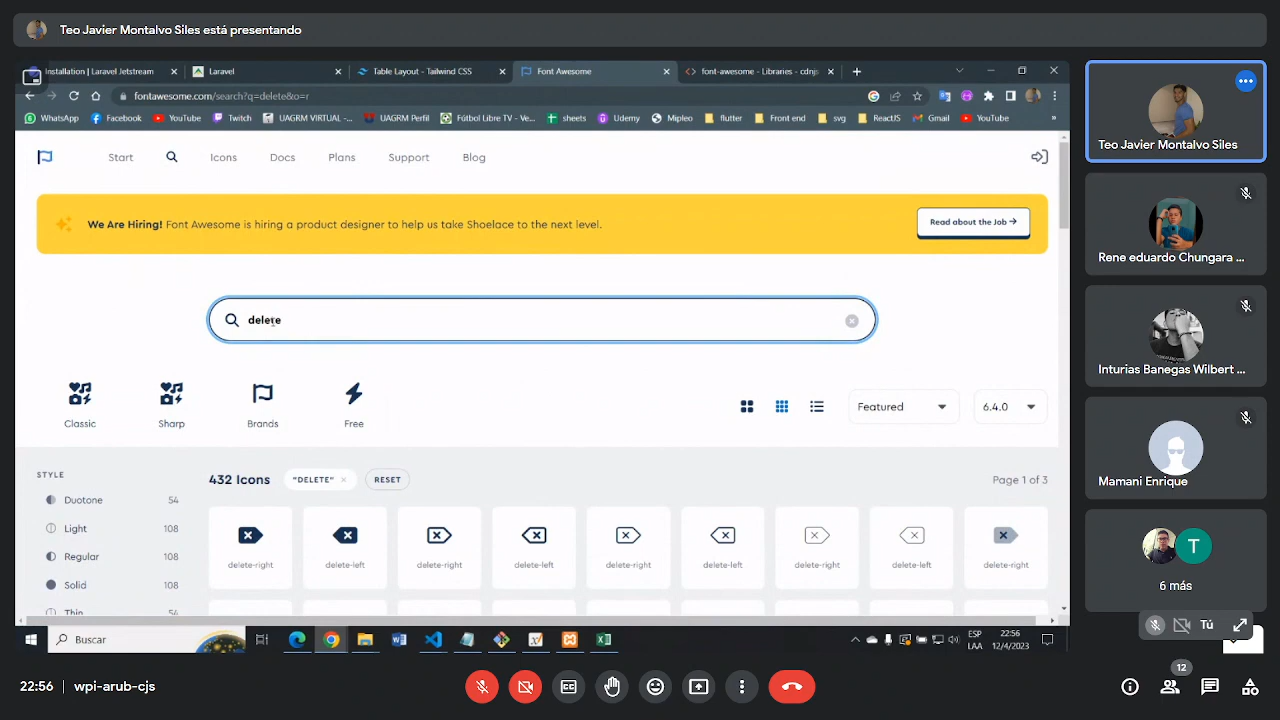 Teo Javier Montalvo Siles está presentando
Installation | Laravel Jetstream
Laravel
Table Layout - Tailwind CSS
Font Awesome
font-awesome - Libraries - cdnjs
fontawesome.com/search?q=delete&o=r
WhatsApp
Facebook
YouTube
Twitch
UAGRM VIRTUAL -...
UAGRM Perfil
Fútbol Libre TV - Ve...
sheets
Udemy
Mipleo
flutter
Front end
svg
ReactJS
Gmail
YouTube
Start
Icons
Docs
Plans
Support
Blog
We Are Hiring! Font Awesome is hiring a product designer to help us take Shoelace to the next level.
Read about the Job
delete
Classic
Sharp
Brands
Free
Featured
6.4.0
STYLE
Duotone 54
Light 108
Regular 108
Solid 108
Thin 54
432 Icons
"DELETE"
RESET
Page 1 of 3
delete-right
delete-left
delete-right
delete-left
delete-right
delete-left
delete-right
delete-left
delete-right
Buscar
ESP
LAA
22:56
12/4/2023
Teo Javier Montalvo Siles
Rene eduardo Chungara ...
Inturias Banegas Wilbert ...
Mamani Enrique
T
6 más
Tú
22:56 | wpi-arub-cjs
12